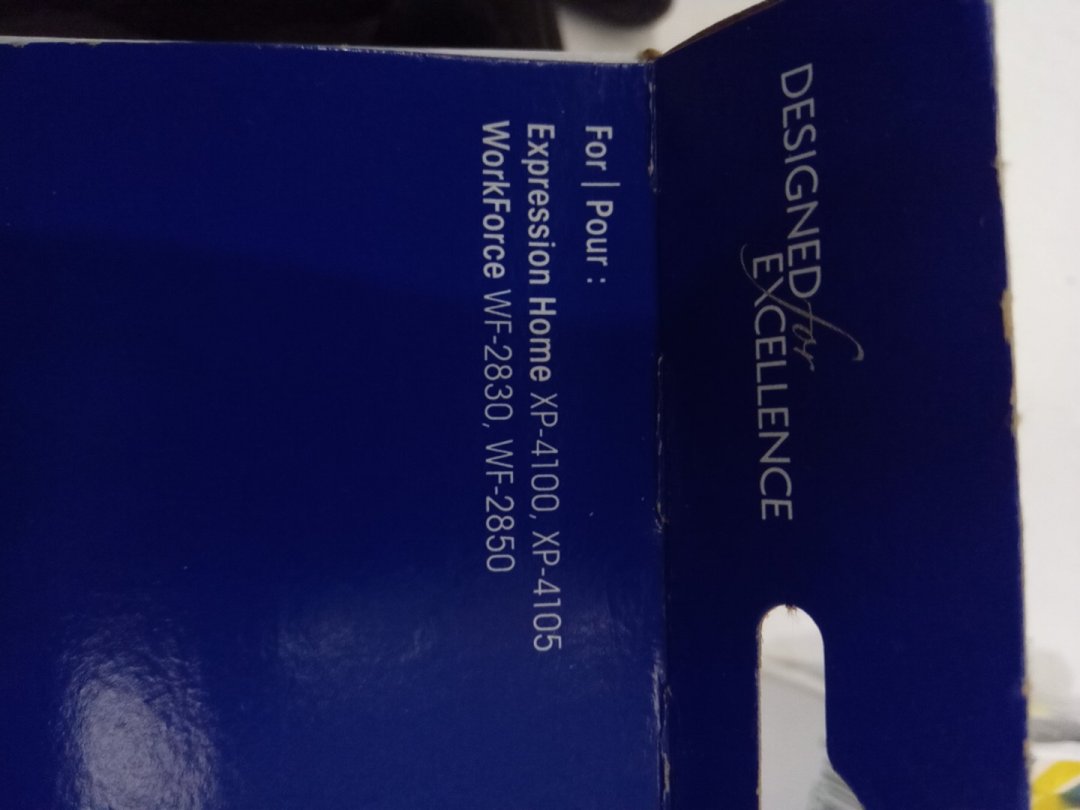 DESIGNED
for
EXCELLENCE
For | Pour :
Expression Home XP-4100, XP-4105
WorkForce WF-2830, WF-2850